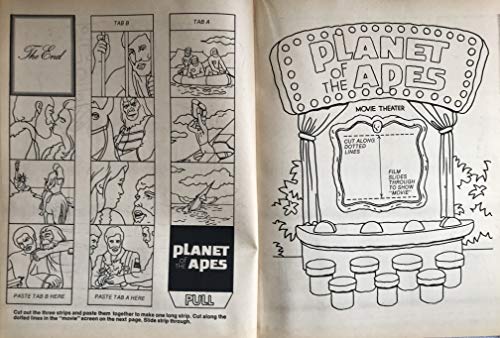 The End
TAB B
TAB A
PLANET
OF
THE APES
PASTE TAB A HERE
PASTE TAB B HERE
PULL
Cut out the three strips and paste them together to make one long strip. Cut along the
dotted lines in the "movie" screen on the next page. Slide strip through.
PLANET
OF
THE APES
MOVIE THEATER
CUT ALONG
DOTTED
LINES
FILM
SLIDES
THROUGH
TO SHOW
"MOVIE"